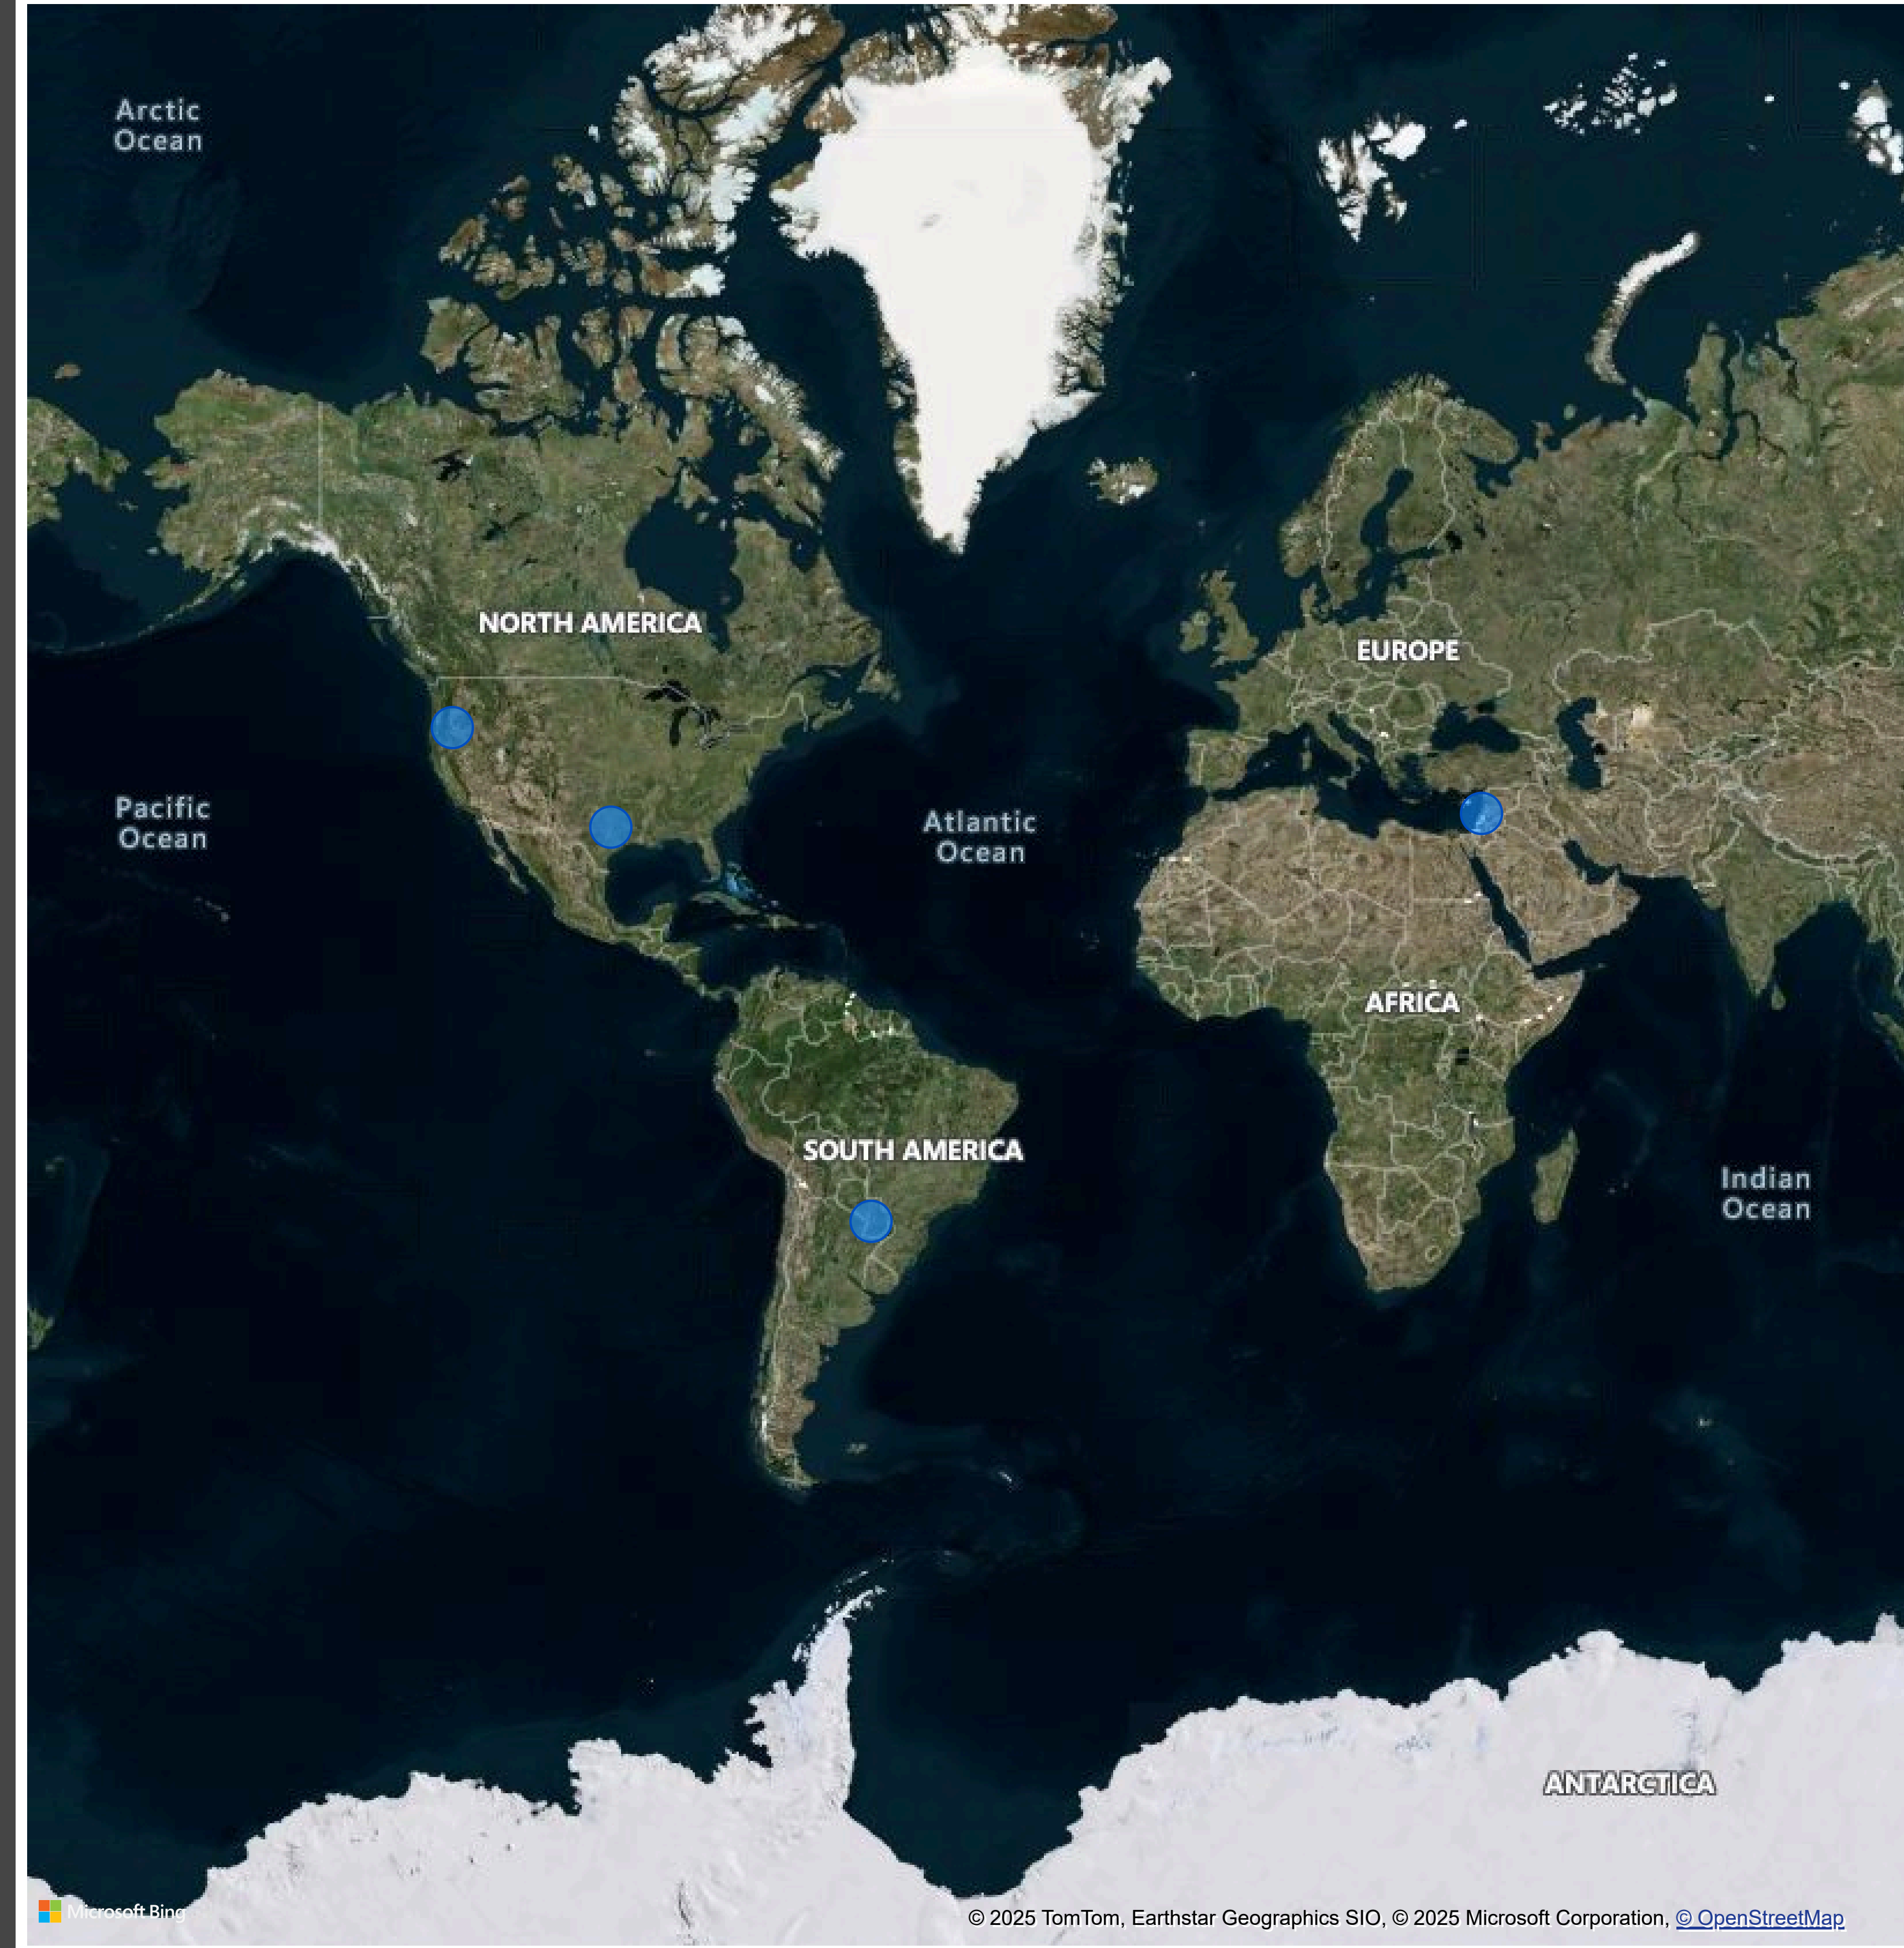 Arctic
Ocean
NORTH AMERICA
EUROPE
Pacific
Ocean
Atlantic
Ocean
AFRICA
SOUTH AMERICA
Indian
Ocean
ANTARCTICA
Microsoft Bing
© 2025 TomTom, Earthstar Geographics SIO, © 2025 Microsoft Corporation, © OpenStreetMap